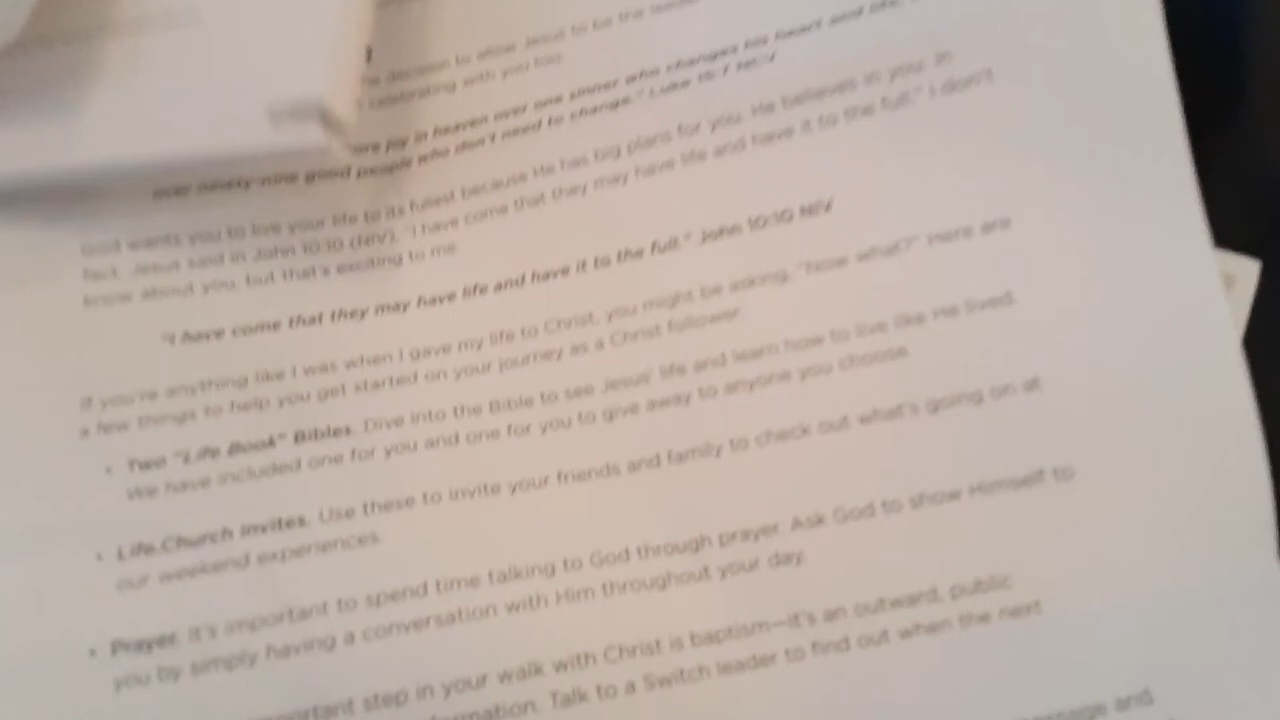 decision to show Jesus to be the
celebrating with you too.
joy in heaven over one sinner who changes his heart and life,
over ninety-nine good people who don't need to change." Luke 15:7 NCV
God wants you to live your life to its fullest because He has big plans for you. He believes in you. In
fact, Jesus said in John 10:10 (NIV), "I have come that they may have life and have it to the full." I don't
know about you, but that's exciting to me.
"I have come that they may have life and have it to the full." John 10:10 NIV
If you're anything like I was when I gave my life to Christ, you might be asking, "Now what?" Here are
a few things to help you get started on your journey as a Christ follower.
• Two "Life Book" Bibles. Dive into the Bible to see Jesus' life and learn how to live like He lived.
We have included one for you and one for you to give away to anyone you choose.
• Life.Church Invites. Use these to invite your friends and family to check out what's going on at
our weekend experiences.
• Prayer. It's important to spend time talking to God through prayer. Ask God to show Himself to
you by simply having a conversation with Him throughout your day.
step in your walk with Christ is baptism—it's an outward, public
Talk to a Switch leader to find out when the next
and